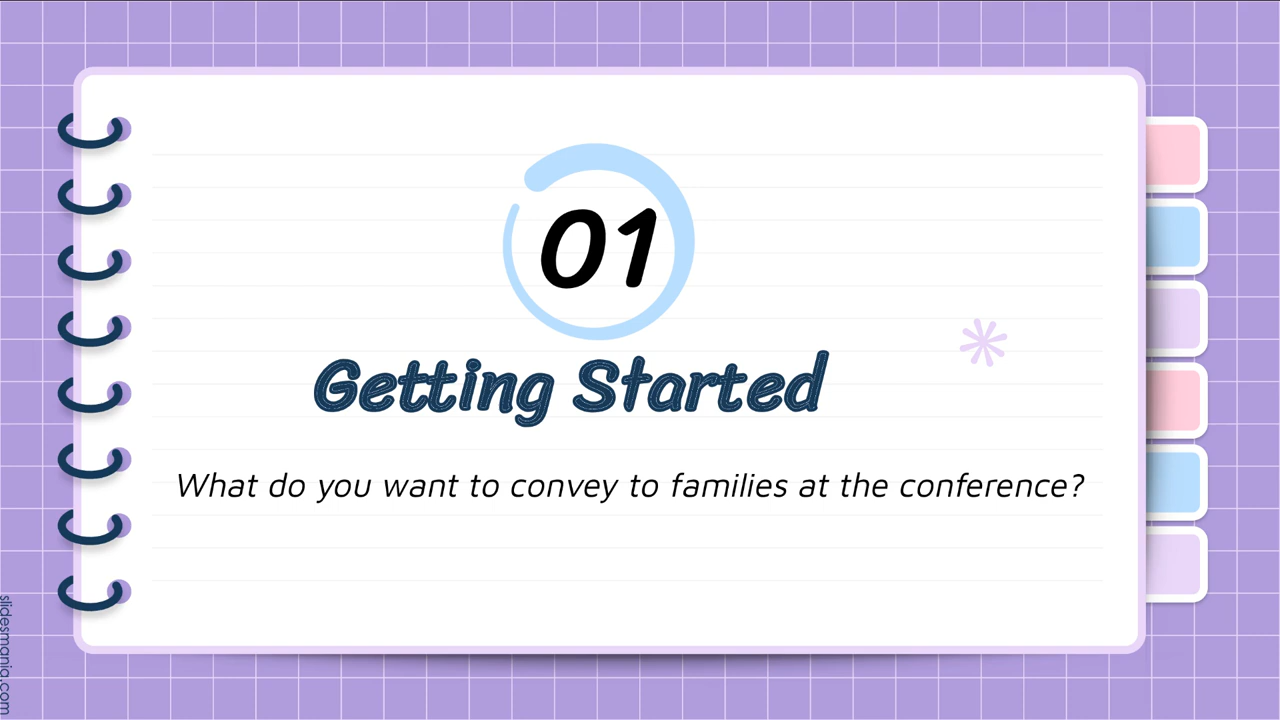 01
Getting Started
What do you want to convey to families at the conference?
slidesmania.com